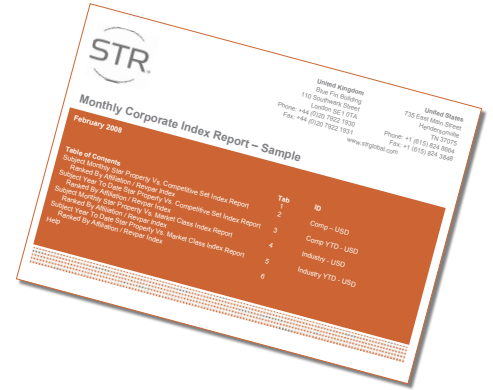 STR
United Kingdom
Blue Fin Building
110 Southwark Street
London SE1 0TA
Phone: +44 (0)20 7922 1930
Fax: +44 (0)20 7922 1931
www.strglobal.com
United States
735 East Main Street
Hendersonville
TN 37075
Phone: +1 (615) 824 8664
Fax: +1 (615) 824 3848
Monthly Corporate Index Report – Sample
February 2008
Table of Contents
Tab
ID
Subject Monthly Star Property Vs. Competitive Set Index Report
1
Ranked By Affiliation / Revpar Index
2
Comp – USD
Subject Year To Date Star Property Vs. Competitive Set Index Report
3
Comp YTD - USD
Ranked By Affiliation / Revpar Index
Subject Monthly Star Property Vs. Market Class Index Report
4
Industry - USD
Ranked By Affiliation / Revpar Index
Subject Year To Date Star Property Vs. Market Class Index Report
5
Industry YTD - USD
Ranked By Affiliation / Revpar Index
Help
6